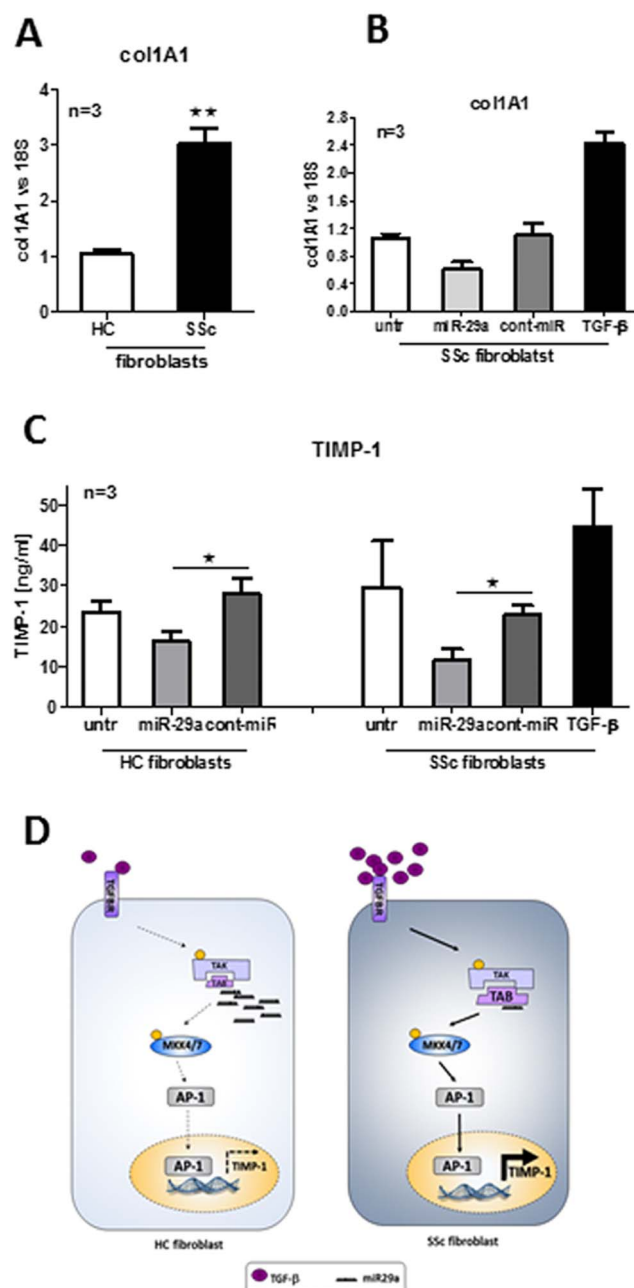 A
col1A1
n=3
★★
col1A1 vs 18S
4
3
2
1
0
HC SSc
fibroblasts
B
col1A1
n=3
col1A1 vs 18S
2.8
2.4
2.0
1.6
1.2
0.8
0.4
0.0
untr miR-29a cont-miR TGF-β
SSc fibroblatst
C
TIMP-1
n=3
TIMP-1 [ng/ml]
50
40
30
20
10
0
★
★
untr miR-29a cont-miR
HC fibroblasts
untr miR-29a cont-miR TGF-β
SSc fibroblasts
D
TGFBR
TAK
TAB
MKK4/7
AP-1
AP-1
TIMP-1
HC fibroblast
TGFBR
TAK
TAB
MKK4/7
AP-1
AP-1
TIMP-1
SSc fibroblast
TGF-β miR29a